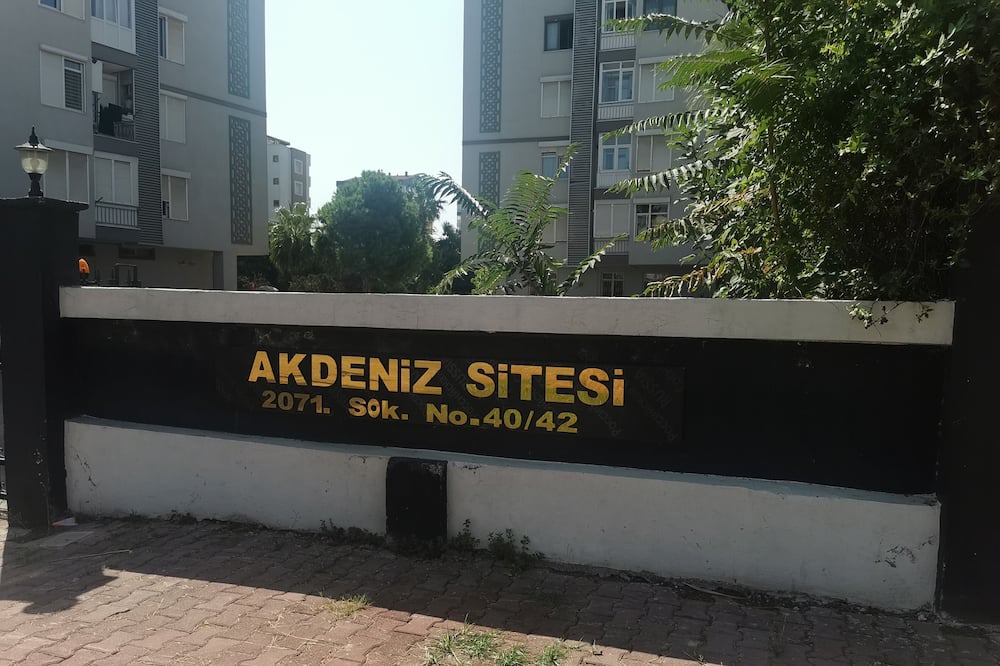 AKDENiZ SiTESi
2071. Sok. No.40/42